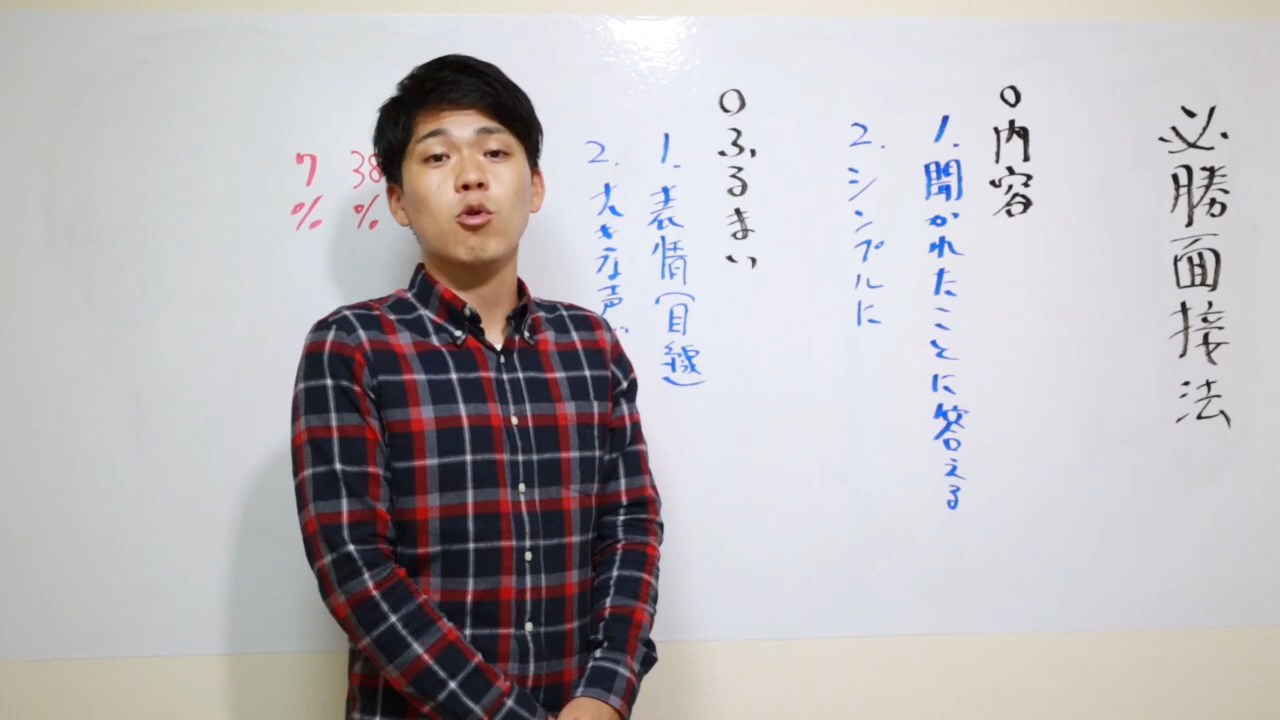 必勝面接法
○内容
1. 聞かれたことに答える
2. シンプルに
○ふるまい
1. 表情(目線)
2. 大きな声
38%
7%